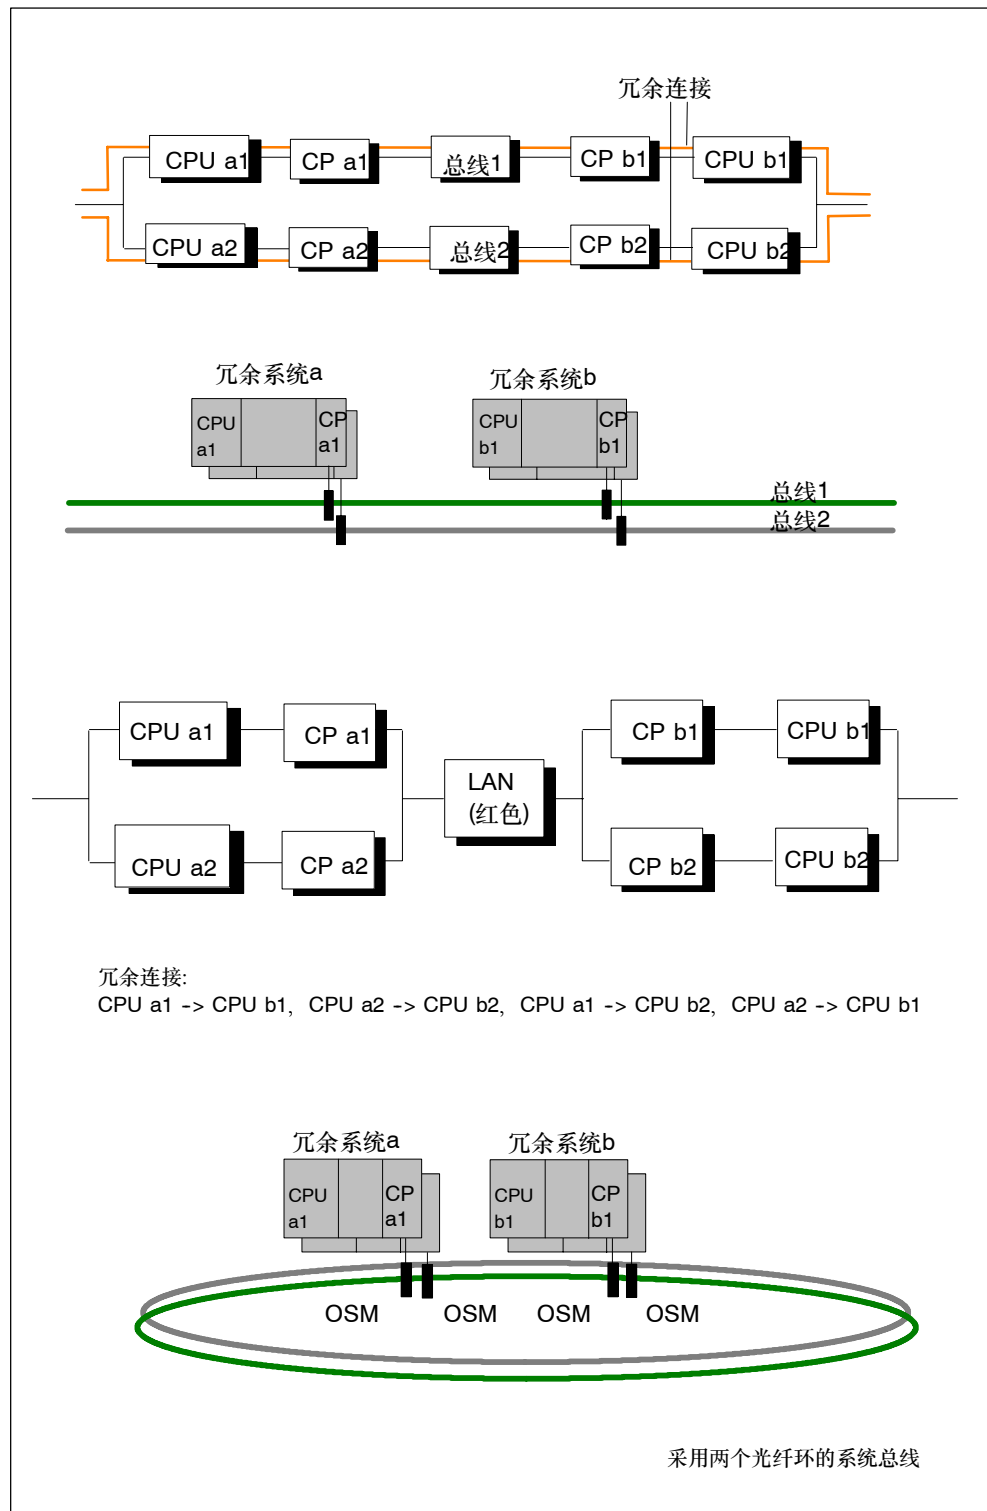 冗余连接
CPU a1
CP a1
总线1
CP b1
CPU b1
CPU a2
CP a2
总线2
CP b2
CPU b2
冗余系统a
冗余系统b
CPU
a1
CP
a1
CPU
b1
CP
b1
总线1
总线2
CPU a1
CP a1
CP b1
CPU b1
LAN
(红色)
CPU a2
CP a2
CP b2
CPU b2
冗余连接:
CPU a1 -> CPU b1, CPU a2 -> CPU b2, CPU a1 -> CPU b2, CPU a2 -> CPU b1
冗余系统a
冗余系统b
CPU
a1
CP
a1
CPU
b1
CP
b1
OSM
OSM
OSM
OSM
采用两个光纤环的系统总线